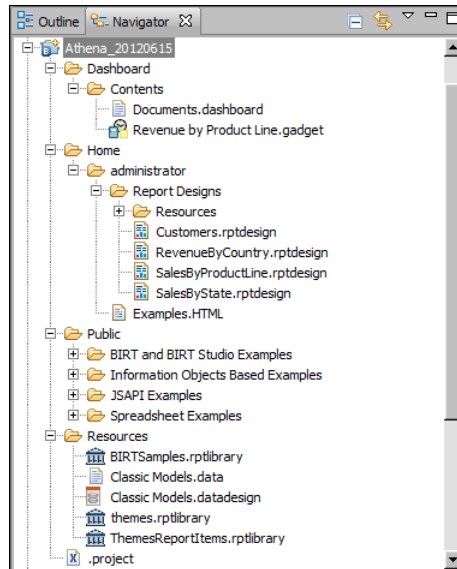 Outline Navigator
Athena_20120615
Dashboard
Contents
Documents.dashboard
Revenue by Product Line.gadget
Home
administrator
Report Designs
Resources
Customers.rptdesign
RevenueByCountry.rptdesign
SalesByProductLine.rptdesign
SalesByState.rptdesign
Examples.HTML
Public
BIRT and BIRT Studio Examples
Information Objects Based Examples
JSAPI Examples
Spreadsheet Examples
Resources
BIRTSamples.rptlibrary
Classic Models.data
Classic Models.datadesign
themes.rptlibrary
ThemesReportItems.rptlibrary
.project